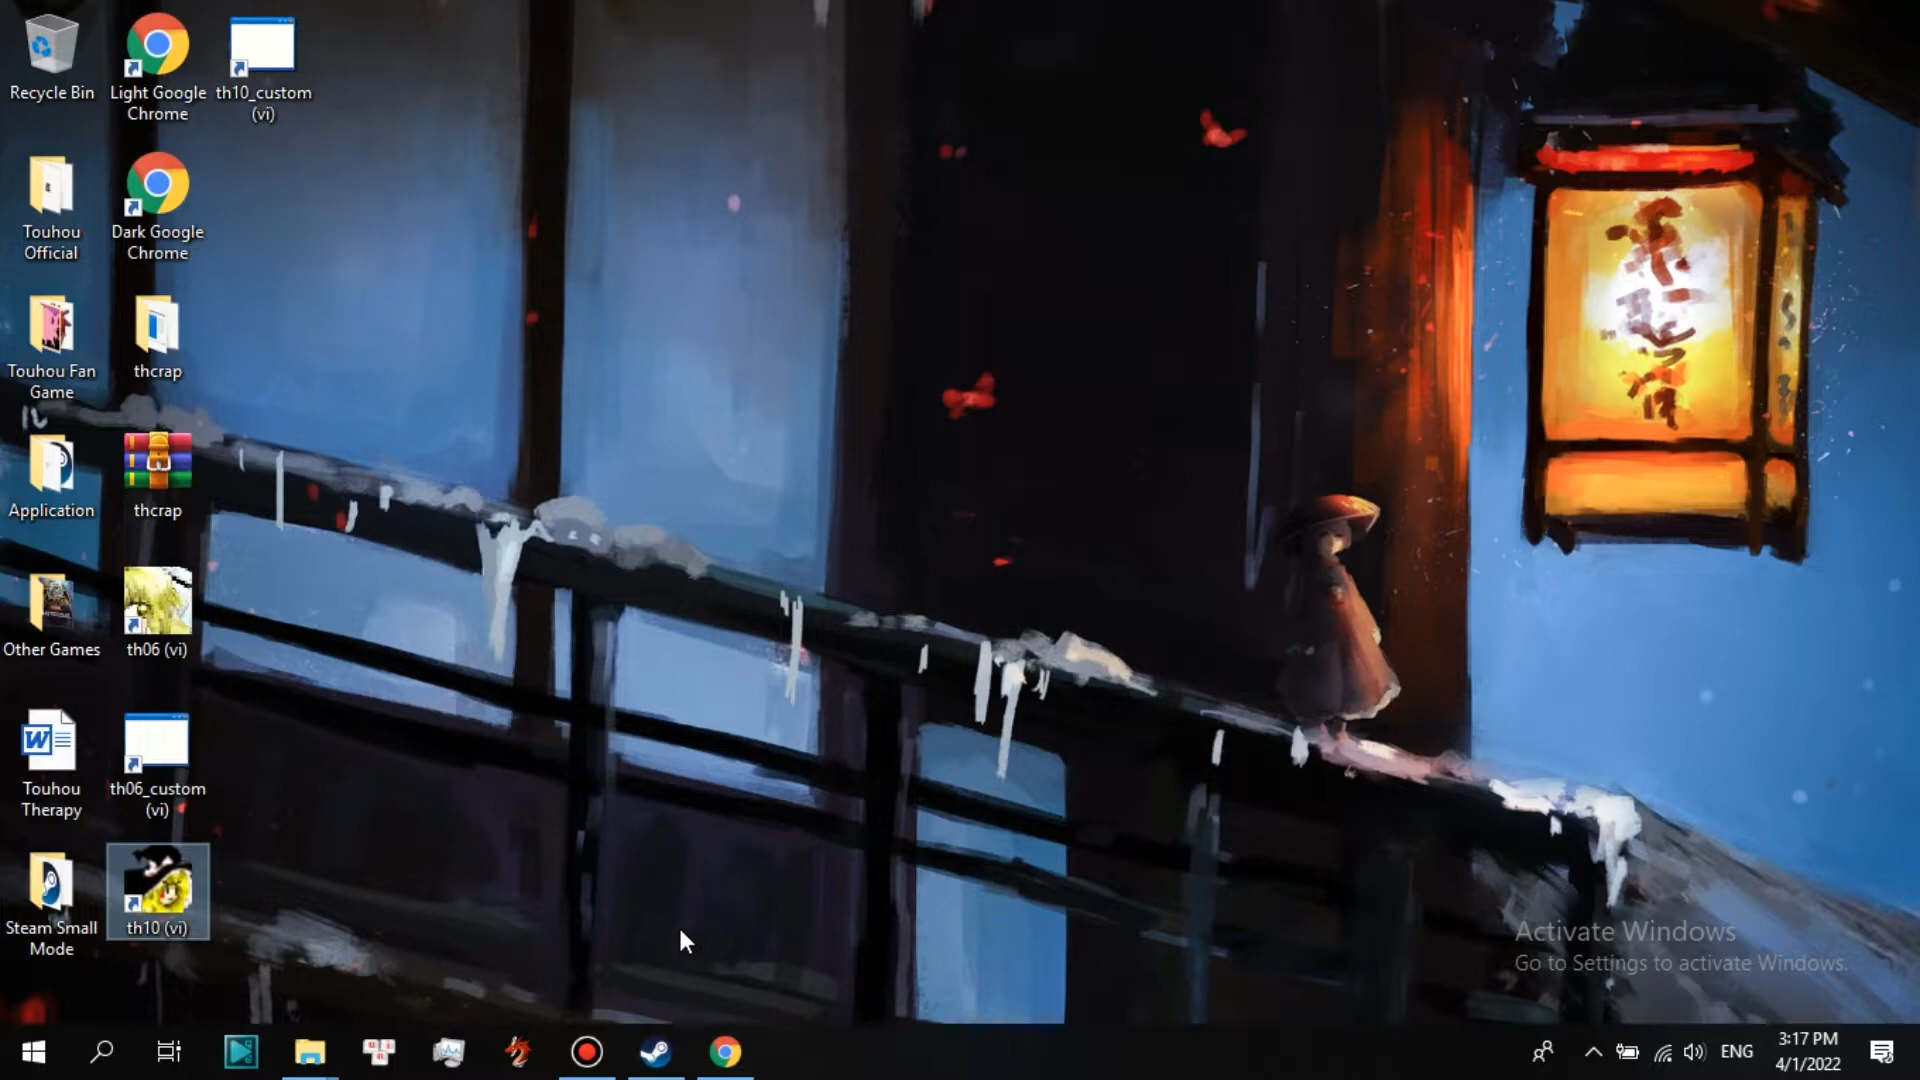 Recycle Bin
Light Google
Chrome
th10_custom
(vi)
Touhou
Official
Dark Google
Chrome
Touhou Fan
Game
thcrap
Application
thcrap
Other Games
th06 (vi)
Touhou
Therapy
th06_custom
(vi)
Steam Small
Mode
th10 (vi)
Activate Windows
Go to Settings to activate Windows.
ENG
3:17 PM
4/1/2022